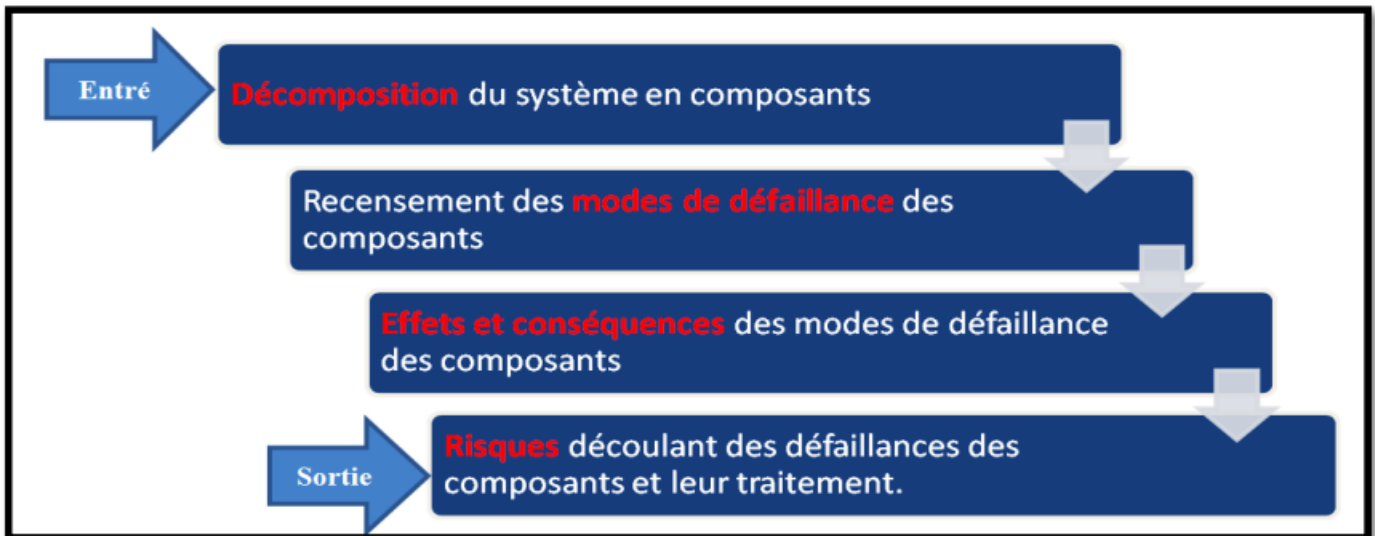 Entré
Décomposition du système en composants
Recensement des modes de défaillance des
composants
Effets et conséquences des modes de défaillance
des composants
Sortie
Risques découlant des défaillances des
composants et leur traitement.